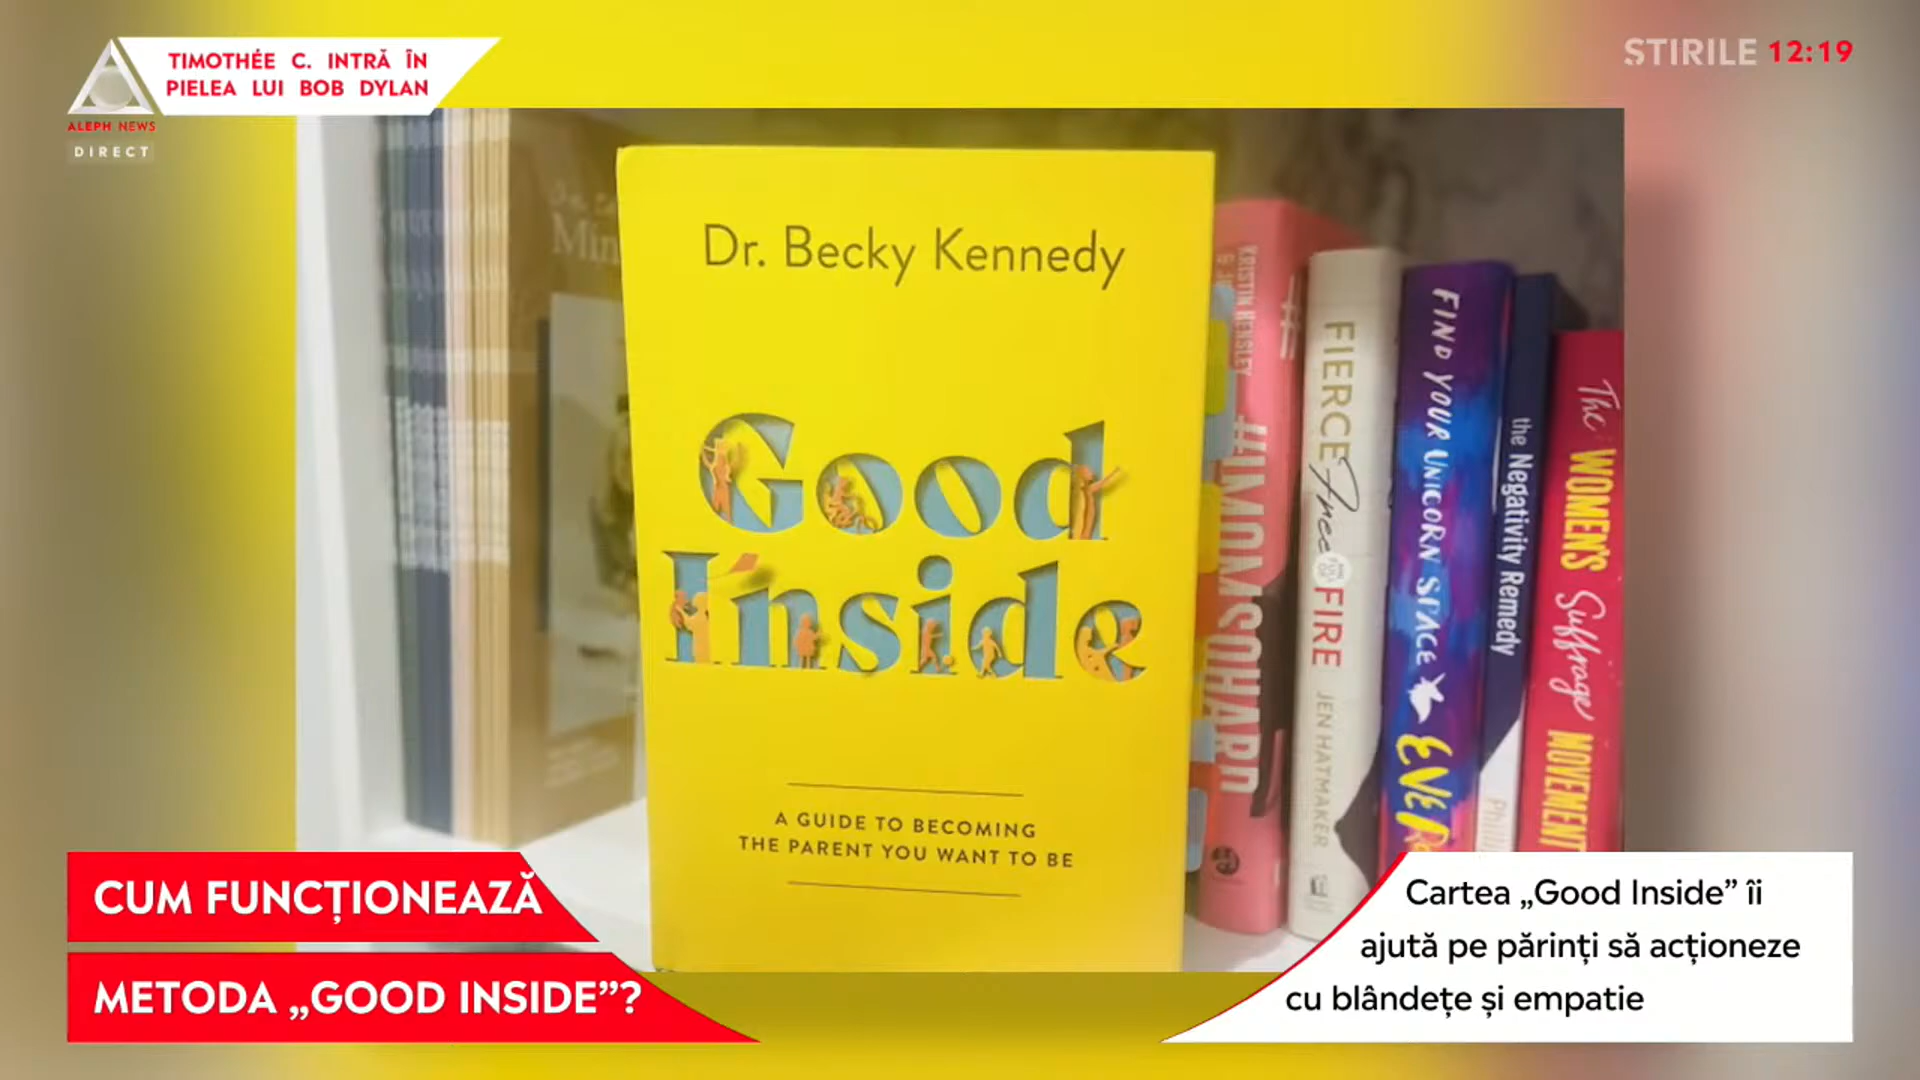 TIMOTHÉE C. INTRĂ ÎN
PIELEA LUI BOB DYLAN
ALEPH NEWS
DIRECT
STIRILE 12:19
Dr. Becky Kennedy
Good
Inside
A GUIDE TO BECOMING
THE PARENT YOU WANT TO BE
KRISTIN HENSLEY
#IMOMSOHARD
FIERCE
Free
FIRE
JEN HATMAKER
FIND YOUR UNICORN SPACE
EVE
the Negativity Remedy
The WOMEN'S Suffrage MOVEMENT
CUM FUNCȚIONEAZĂ
METODA „GOOD INSIDE”?
Cartea „Good Inside” îi
ajută pe părinți să acționeze
cu blândețe și empatie